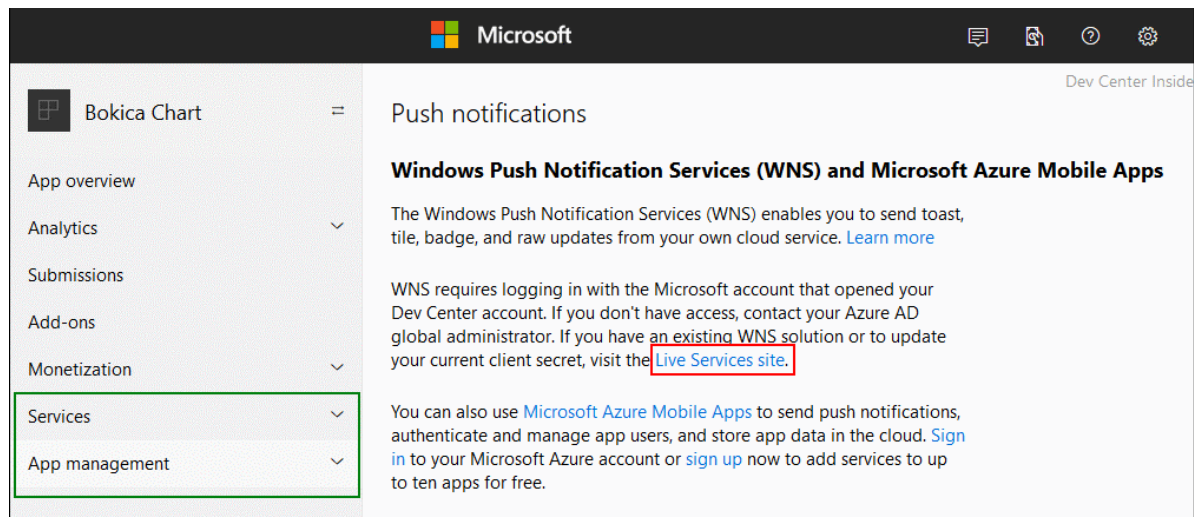 Microsoft
Dev Center Inside
Bokica Chart
App overview
Analytics
Submissions
Add-ons
Monetization
Services
App management
Push notifications
Windows Push Notification Services (WNS) and Microsoft Azure Mobile Apps
The Windows Push Notification Services (WNS) enables you to send toast,
tile, badge, and raw updates from your own cloud service. Learn more
WNS requires logging in with the Microsoft account that opened your
Dev Center account. If you don't have access, contact your Azure AD
global administrator. If you have an existing WNS solution or to update
your current client secret, visit the Live Services site.
You can also use Microsoft Azure Mobile Apps to send push notifications,
authenticate and manage app users, and store app data in the cloud. Sign
in to your Microsoft Azure account or sign up now to add services to up
to ten apps for free.